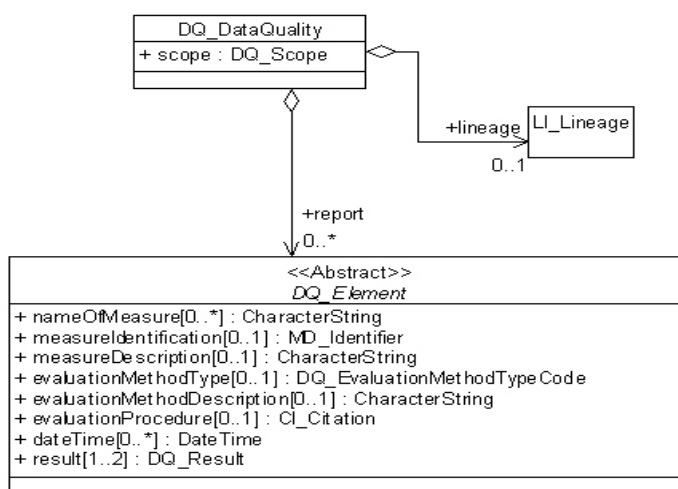 DQ_DataQuality
+ scope : DQ_Scope
+lineage
LI_Lineage
0..1
+report
0..*
<<Abstract>>
DQ_Element
+ nameOfMeasure[0..*] : CharacterString
+ measureIdentification[0..1] : MD_Identifier
+ measureDescription[0..1] : CharacterString
+ evaluationMethodType[0..1] : DQ_EvaluationMethodTypeCode
+ evaluationMethodDescription[0..1] : CharacterString
+ evaluationProcedure[0..1] : CI_Citation
+ dateTime[0..*] : DateTime
+ result[1..2] : DQ_Result